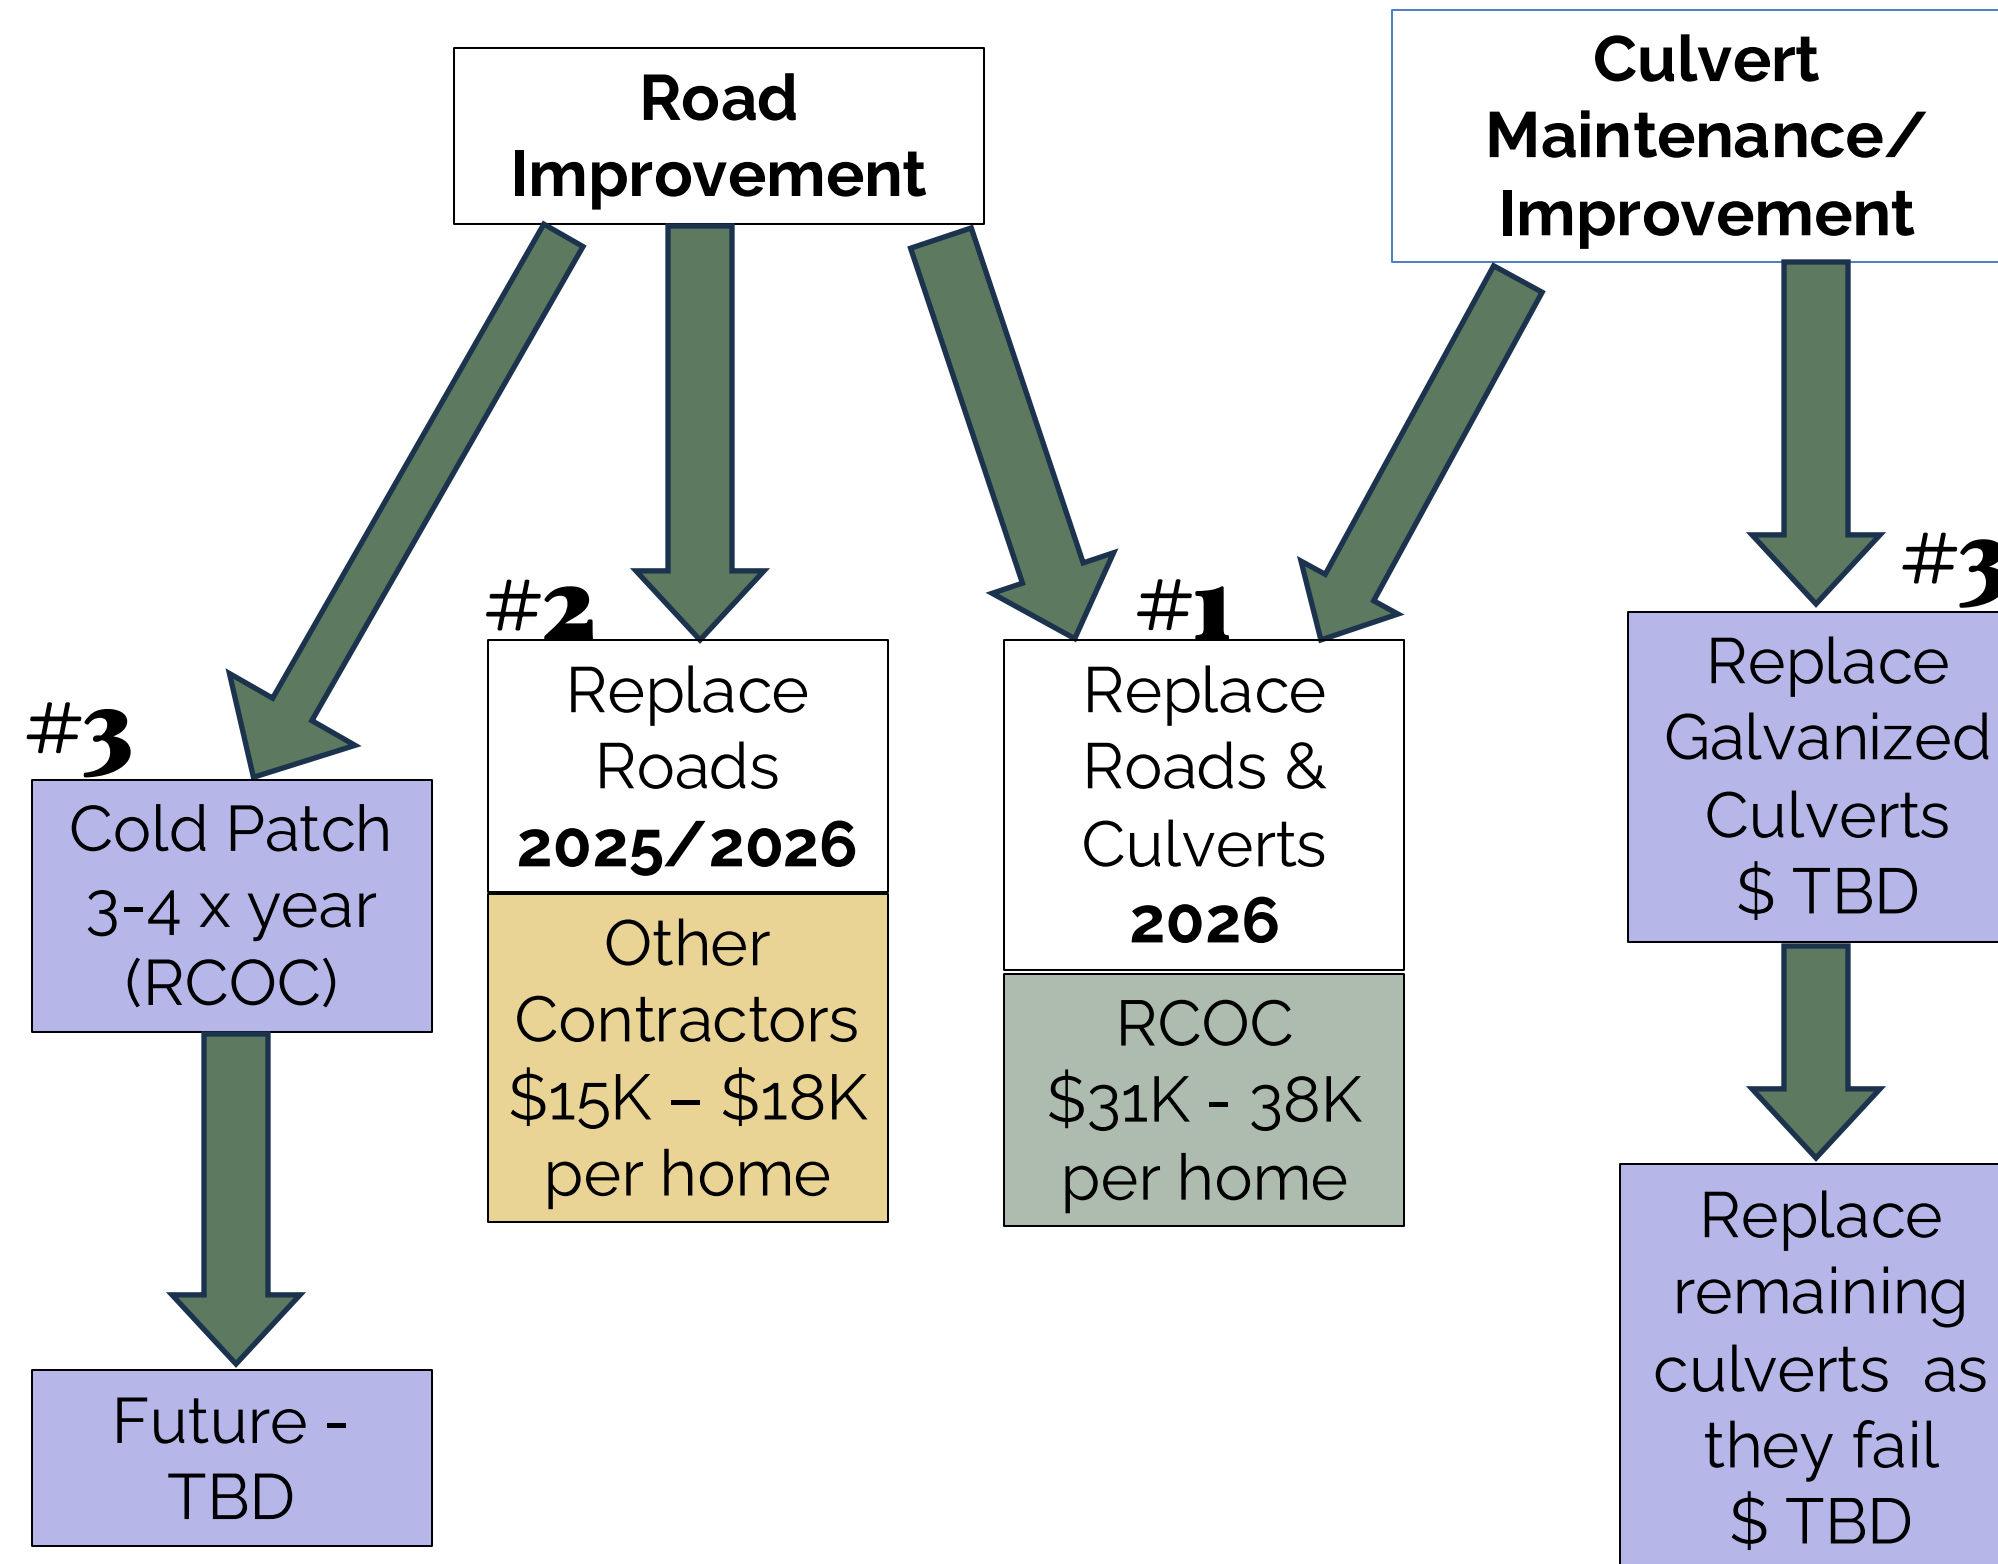 Road
Improvement
Culvert
Maintenance/
Improvement
#3
Cold Patch
3-4 x year
(RCOC)
Future -
TBD
#2
Replace
Roads
2025/2026
Other
Contractors
$15K – $18K
per home
#1
Replace
Roads &
Culverts
2026
RCOC
$31K - 38K
per home
#3
Replace
Galvanized
Culverts
$ TBD
Replace
remaining
culverts  as
they fail
$ TBD